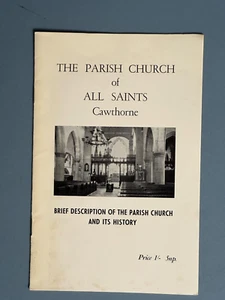 THE PARISH CHURCH
of
ALL SAINTS
Cawthorne
BRIEF DESCRIPTION OF THE PARISH CHURCH
AND ITS HISTORY
Price 1/- 5np.